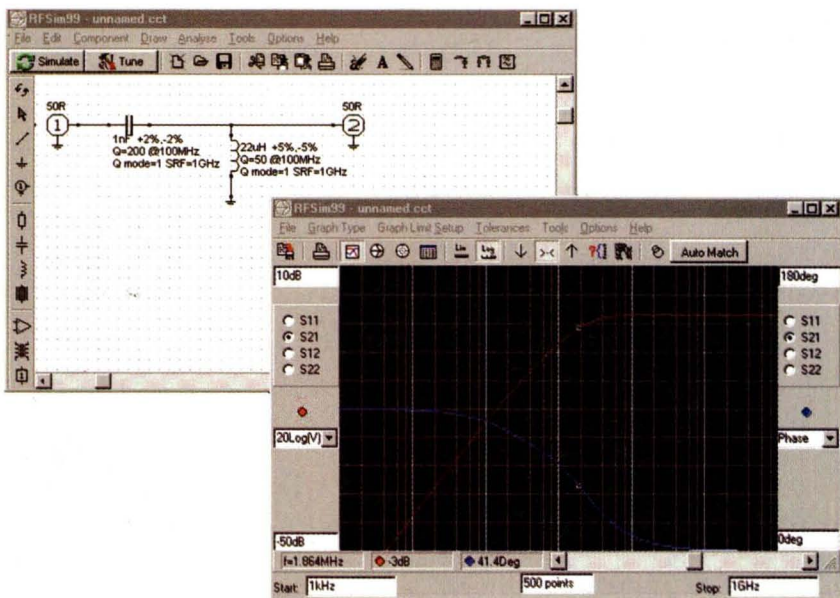 RFSim99 - unnamed.cct
File Edit Component Draw Analyse Tools Options Help
Simulate Tune A
50R 50R
1 2
1nF +2%,-2%
Q=200 @100MHz
Q mode=1 SRF=1GHz
22uH +5%,-5%
Q=50 @100MHz
Q mode=1 SRF=1GHz
RFSim99 - unnamed.cct
File Graph Type Graph Limit Setup Tolerances Tools Options Help
Lin Log Auto Match
10dB 180deg
S11 S11
S21 S21
S12 S12
S22 S22
20Log(V) Phase
-50dB 0deg
f=1.864MHz -3dB 41.4Deg
Start: 1kHz 500 points Stop: 1GHz